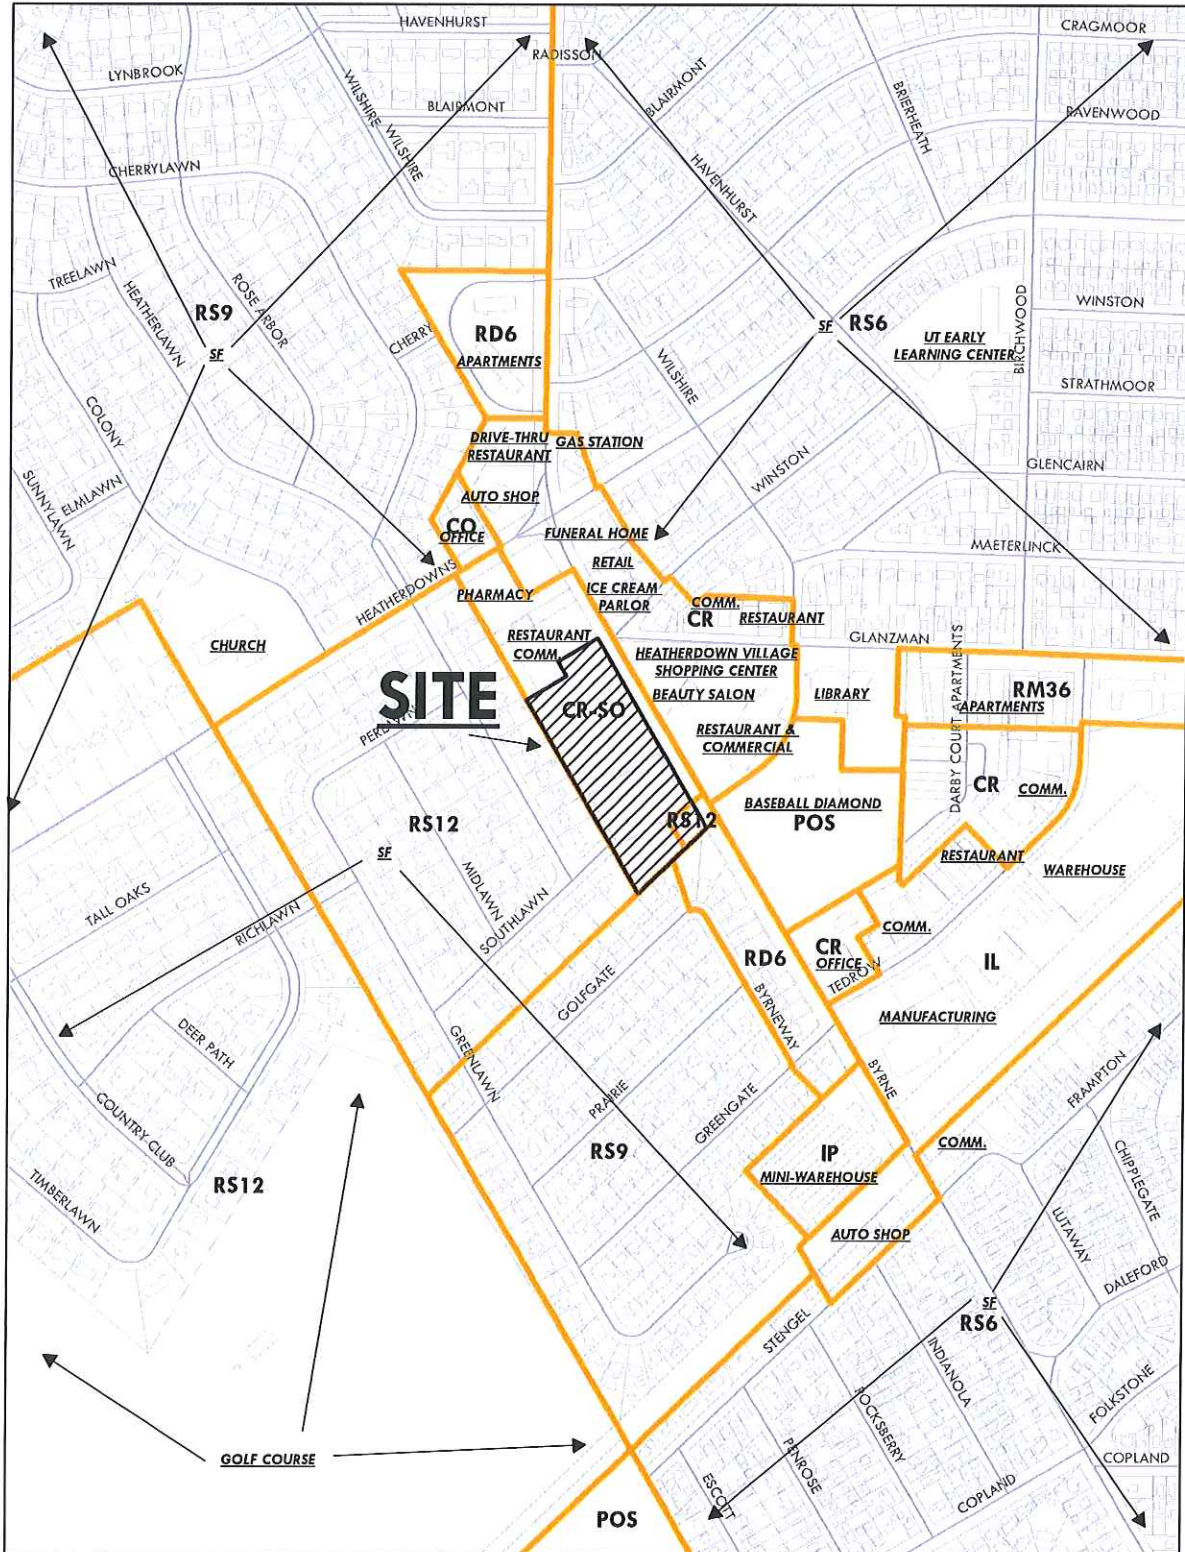 HAVENHURST
CRAGMOOR
RADISSON
LYNBROOK
WILSHIRE
BLAIRMONT
BRIERHEATH
BLAIRMONT
WILSHIRE
RAVENWOOD
CHERRYLAWN
HAVENHURST
TREELAWN
HEATHERLAWN
ROSE ARBOR
RS9
SF
WINSTON
BIRCHWOOD
SF
RS6
UT EARLY
LEARNING CENTER
CHERRY
RD6
APARTMENTS
WILSHIRE
STRATHMOOR
COLONY
DRIVE-THRU
RESTAURANT
GAS STATION
WINSTON
GLENCAIRN
SUNNYLAWN
ELMLAWN
AUTO SHOP
CO
OFFICE
FUNERAL HOME
MAETERLINCK
RETAIL
HEATHERDOWNS
PHARMACY
ICE CREAM
PARLOR
COMM.
CR
RESTAURANT
CHURCH
RESTAURANT
COMM.
GLANZMAN
HEATHERDOWN VILLAGE
SHOPPING CENTER
DARBY COURT APARTMENTS
SITE
BEAUTY SALON
LIBRARY
RM36
APARTMENTS
CR-SO
PERDAWN
RESTAURANT &
COMMERCIAL
CR
COMM.
BASEBALL DIAMOND
POS
RS12
RS12
SF
RESTAURANT
WAREHOUSE
TALL OAKS
MIDLAWN
RICHLAWN
SOUTHLAWN
COMM.
CR
OFFICE
RD6
IL
TEDROW
GOLFGATE
BYRNEWAY
MANUFACTURING
DEER PATH
GREENLAWN
BYRNE
FRAMPTON
PRAIRIE
GREENGATE
COUNTRY CLUB
COMM.
RS9
IP
MINI-WAREHOUSE
CHIPPLEGATE
TIMBERLAWN
RS12
LUTAWAY
AUTO SHOP
DALEFORD
SF
RS6
STENGEL
INDIANOLA
FOLKSTONE
ROCKSBERRY
GOLF COURSE
PENROSE
COPLAND
ESCOTT
COPLAND
POS